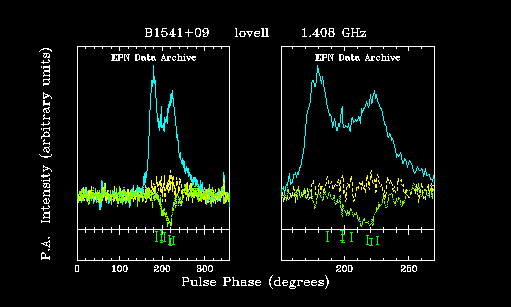 B1541+09 lovell 1.408 GHz
EPN Data Archive EPN Data Archive
P.A. Intensity (arbitrary units)
0 100 200 300 200 250
Pulse Phase (degrees)